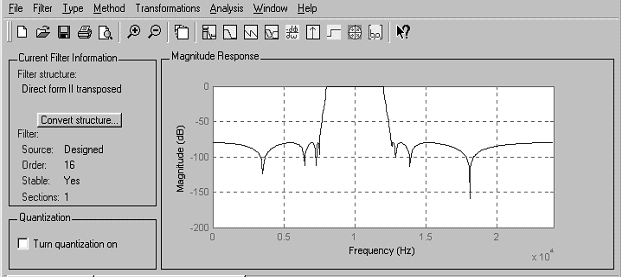 File Filter Type Method Transformations Analysis Window Help
Current Filter Information
Filter structure:
Direct form II transposed
Convert structure...
Filter:
Source: Designed
Order: 16
Stable: Yes
Sections: 1
Quantization
Turn quantization on
Magnitude Response
Magnitude (dB)
0
-50
-100
-150
-200
0 0.5 1 1.5 2
Frequency (Hz)
x 10^4